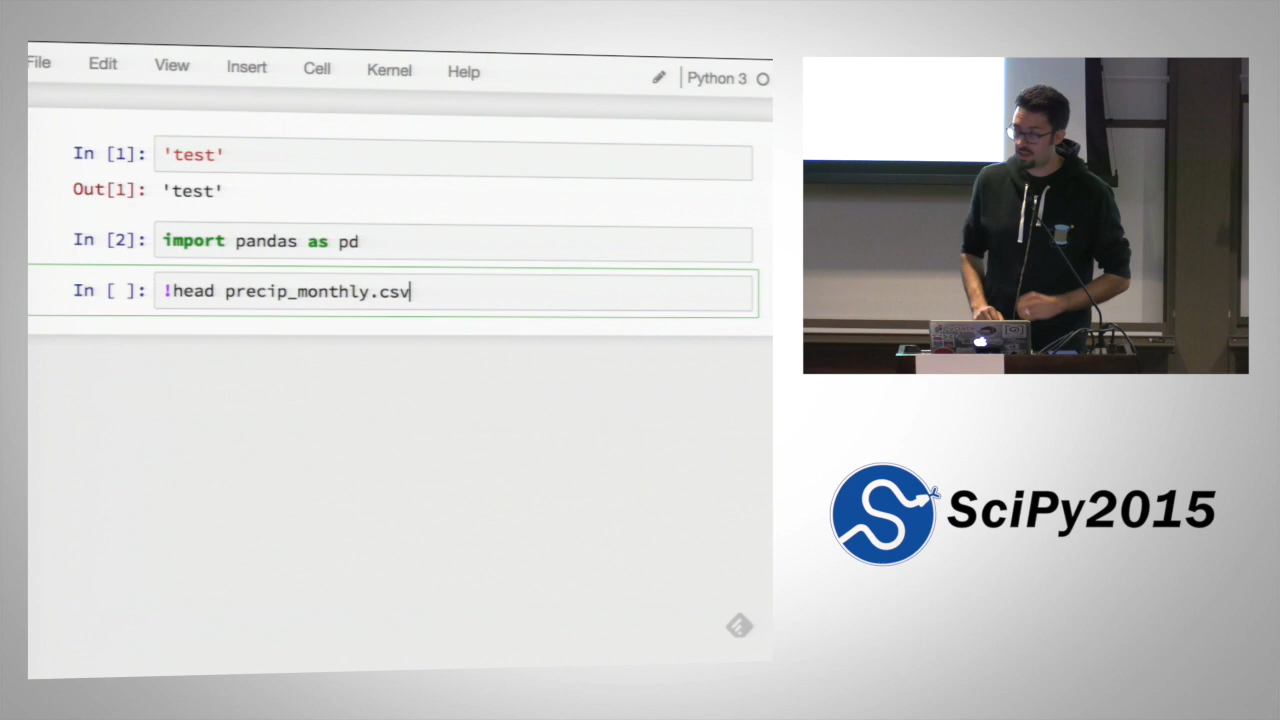 File Edit View Insert Cell Kernel Help
Python 3
In [1]: 'test'
Out[1]: 'test'
In [2]: import pandas as pd
In [ ]: !head precip_monthly.csv
SciPy2015